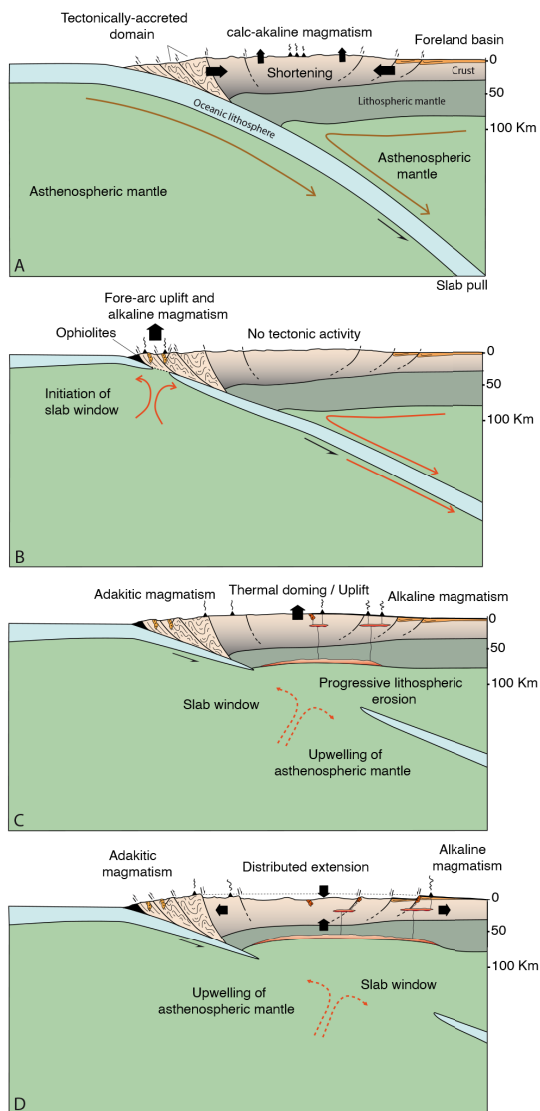 Tectonically-accreted
domain
calc-akaline magmatism
Foreland basin
Shortening
0
Crust
50
Lithospheric mantle
100 Km
Oceanic lithosphere
Asthenospheric
mantle
Asthenospheric mantle
A
Slab pull
Fore-arc uplift and
alkaline magmatism
Ophiolites
No tectonic activity
0
50
100 Km
Initiation of
slab window
B
Adakitic magmatism
Thermal doming / Uplift
Alkaline magmatism
0
50
100 Km
Slab window
Progressive lithospheric
erosion
Upwelling of
asthenospheric mantle
C
Adakitic
magmatism
Distributed extension
Alkaline
magmatism
0
50
100 Km
Upwelling of
asthenospheric mantle
Slab window
D